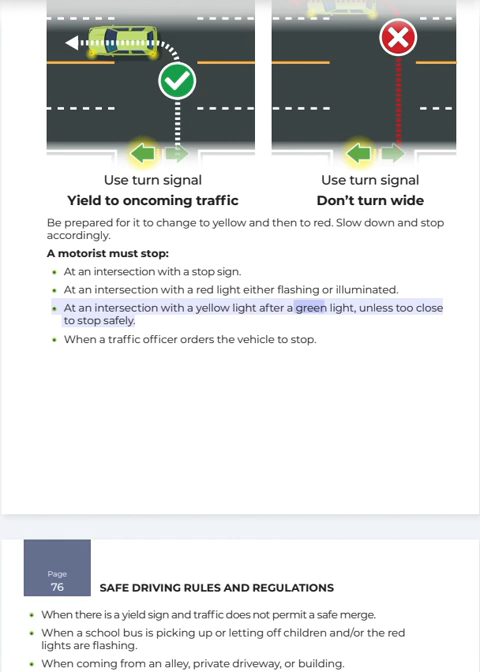 Use turn signal
Yield to oncoming traffic
Use turn signal
Don’t turn wide
Be prepared for it to change to yellow and then to red. Slow down and stop
accordingly.
A motorist must stop:
• At an intersection with a stop sign.
• At an intersection with a red light either flashing or illuminated.
• At an intersection with a yellow light after a green light, unless too close
to stop safely.
• When a traffic officer orders the vehicle to stop.
Page
76
SAFE DRIVING RULES AND REGULATIONS
• When there is a yield sign and traffic does not permit a safe merge.
• When a school bus is picking up or letting off children and/or the red
lights are flashing.
• When coming from an alley, private driveway, or building.